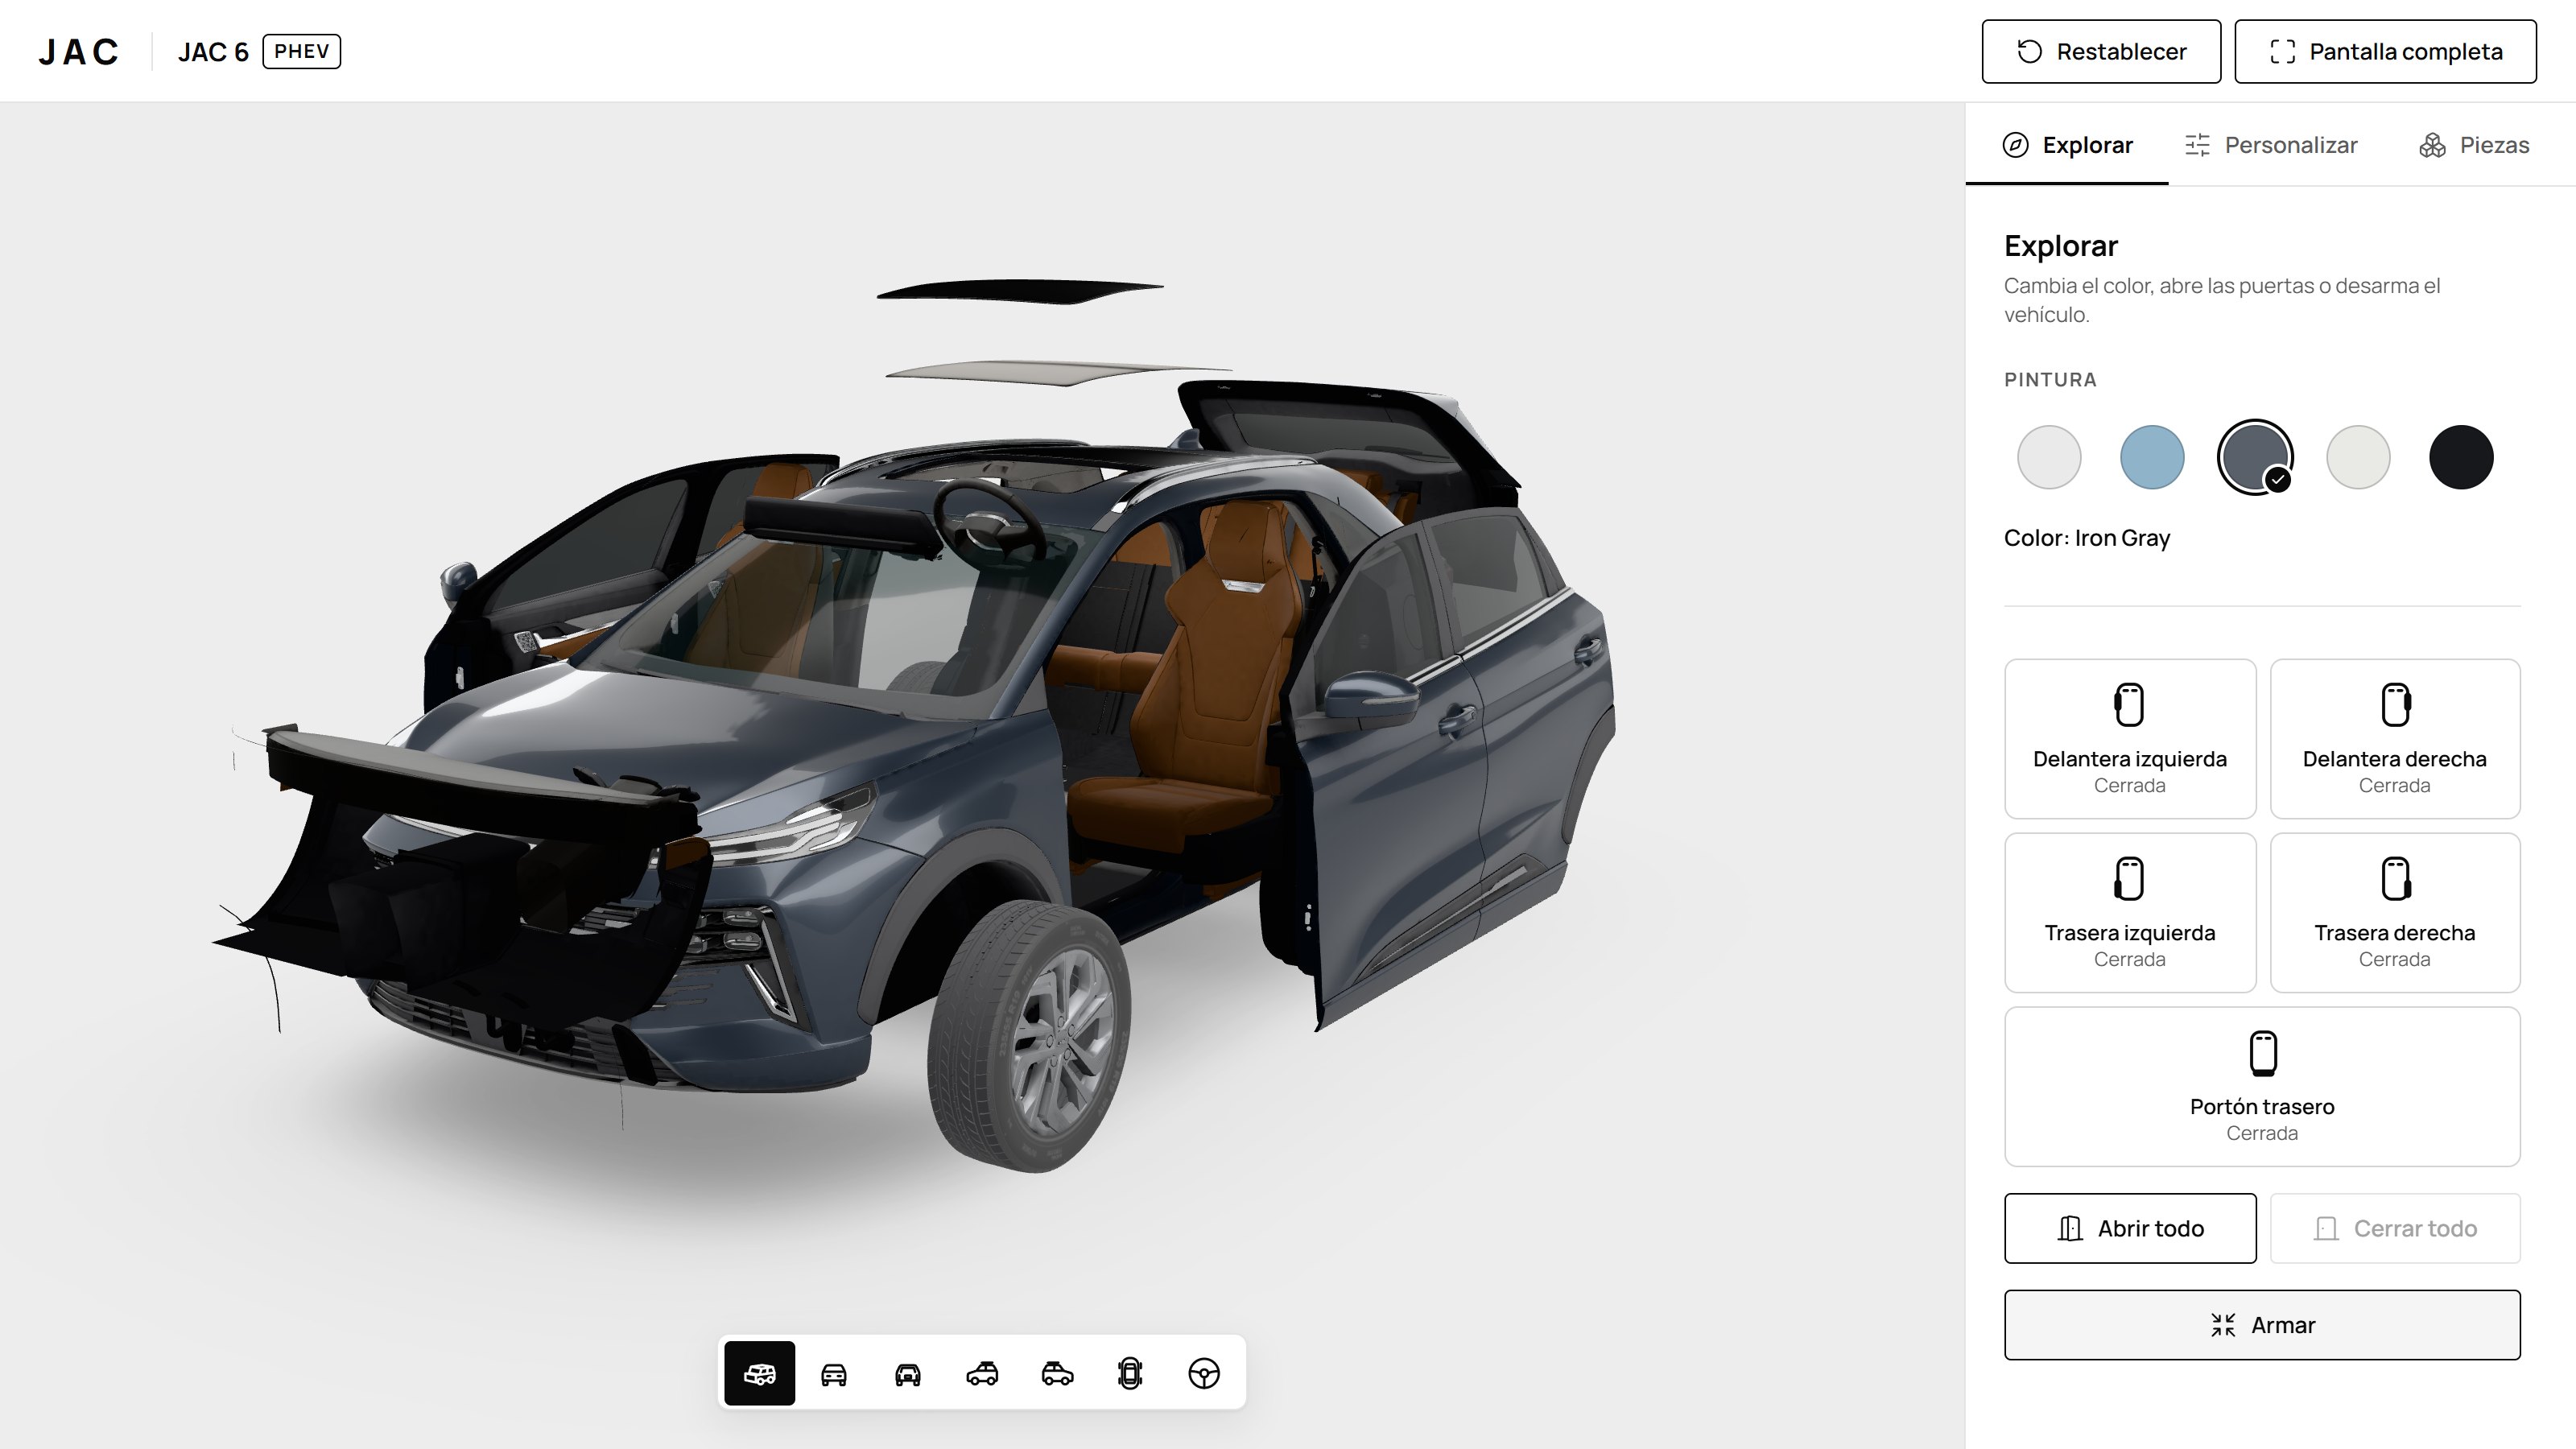 JAC
JAC 6
PHEV
Restablecer
Pantalla completa
Explorar
Personalizar
Piezas
Explorar
Cambia el color, abre las puertas o desarma el
vehículo.
PINTURA
Color: Iron Gray
Delantera izquierda
Cerrada
Delantera derecha
Cerrada
Trasera izquierda
Cerrada
Trasera derecha
Cerrada
Portón trasero
Cerrada
Abrir todo
Cerrar todo
Armar